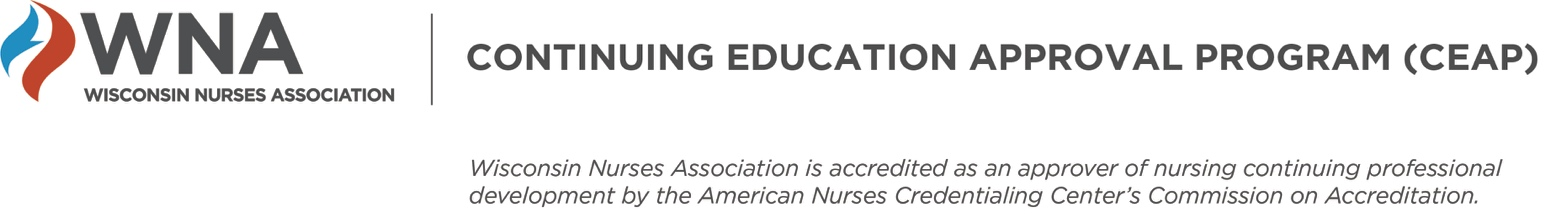 WNA
WISCONSIN NURSES ASSOCIATION
CONTINUING EDUCATION APPROVAL PROGRAM (CEAP)
Wisconsin Nurses Association is accredited as an approver of nursing continuing professional
development by the American Nurses Credentialing Center’s Commission on Accreditation.